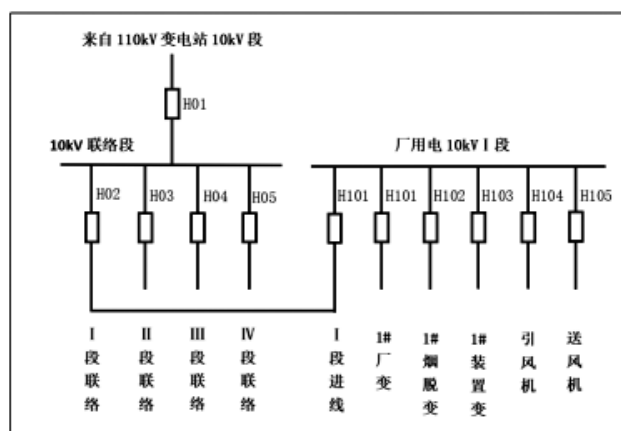 来自110kV变电站10kV段
H01
10kV联络段
厂用电10kVⅠ段
H02 H03 H04 H05 H101 H101 H102 H103 H104 H105
Ⅰ段联络
Ⅱ段联络
Ⅲ段联络
Ⅳ段联络
Ⅰ段进线
1#厂变
1#烟脱变
1#装置变
引风机
送风机